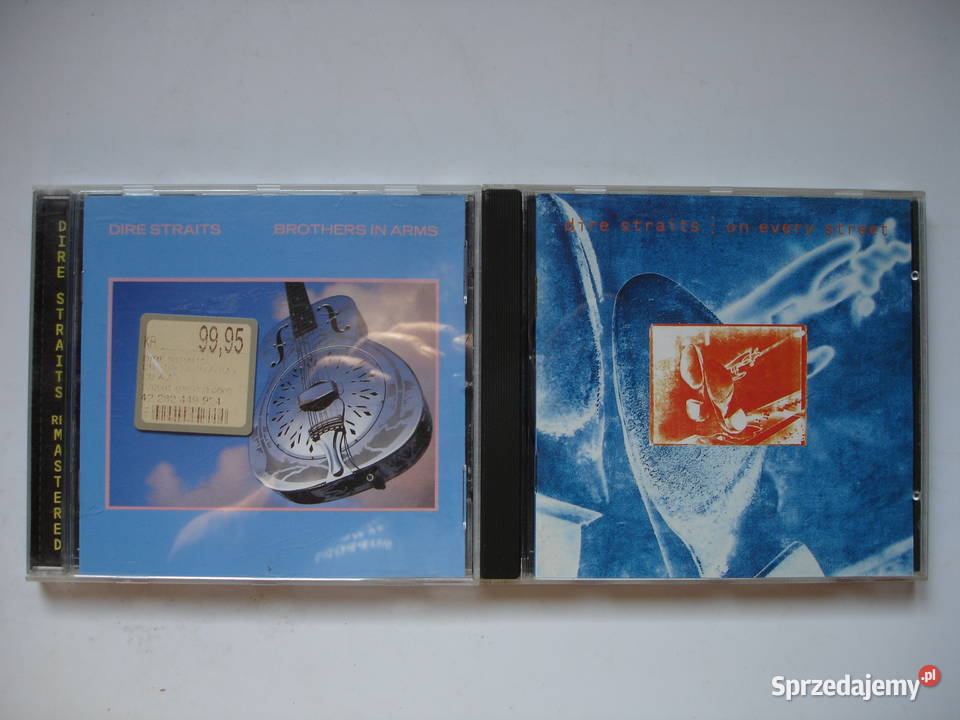 DIRE STRAITS REMASTERED
DIRE STRAITS BROTHERS IN ARMS
99,95
dire straits on every street
Sprzedajemy.pl